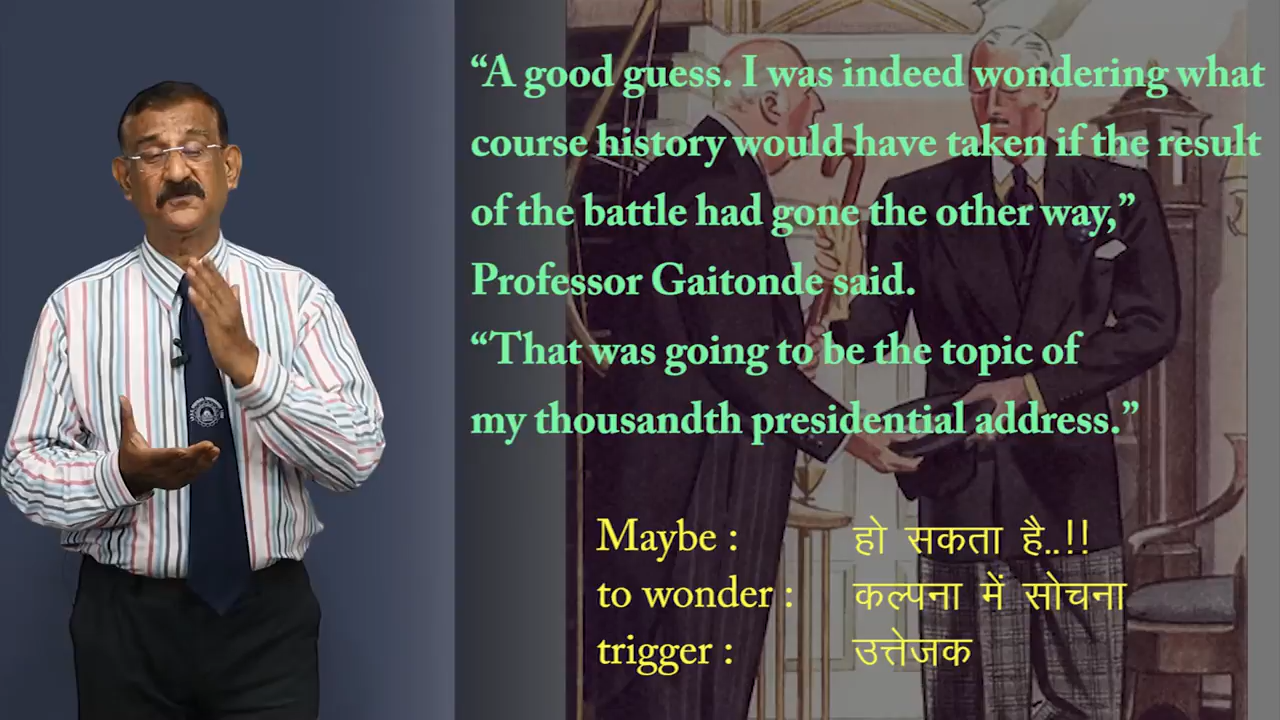 “A good guess. I was indeed wondering what
course history would have taken if the result
of the battle had gone the other way,”
Professor Gaitonde said.
“That was going to be the topic of
my thousandth presidential address.”
Maybe : हो सकता है..!!
to wonder : कल्पना में सोचना
trigger : उत्तेजक